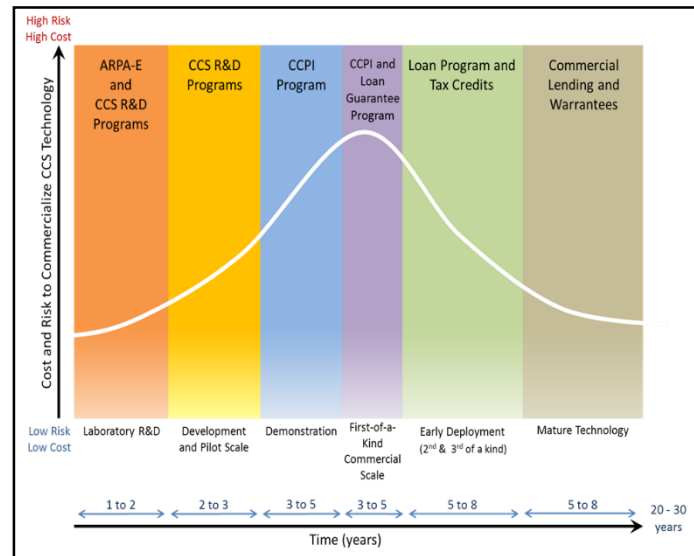 High Risk
High Cost
ARPA-E
and
CCS R&D
Programs
CCS R&D
Programs
CCPI
Program
CCPI and
Loan
Guarantee
Program
Loan Program and
Tax Credits
Commercial
Lending and
Warrantees
Cost and Risk to Commercialize CCS Technology
Low Risk
Low Cost
Laboratory R&D
Development
and Pilot Scale
Demonstration
First-of-a-
Kind
Commercial
Scale
Early Deployment
(2nd & 3rd of a kind)
Mature Technology
1 to 2
2 to 3
3 to 5
3 to 5
5 to 8
5 to 8
20 - 30
years
Time (years)